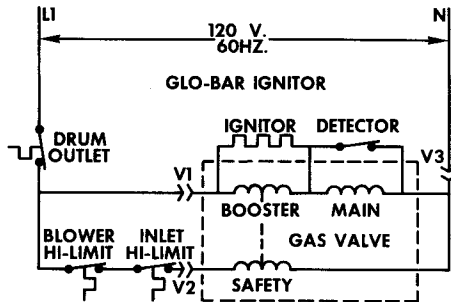 L1
N
120 V.
60HZ.
GLO-BAR IGNITOR
IGNITOR
DETECTOR
DRUM
OUTLET
V1
V3
BOOSTER
MAIN
BLOWER
HI-LIMIT
INLET
HI-LIMIT
GAS VALVE
V2
SAFETY